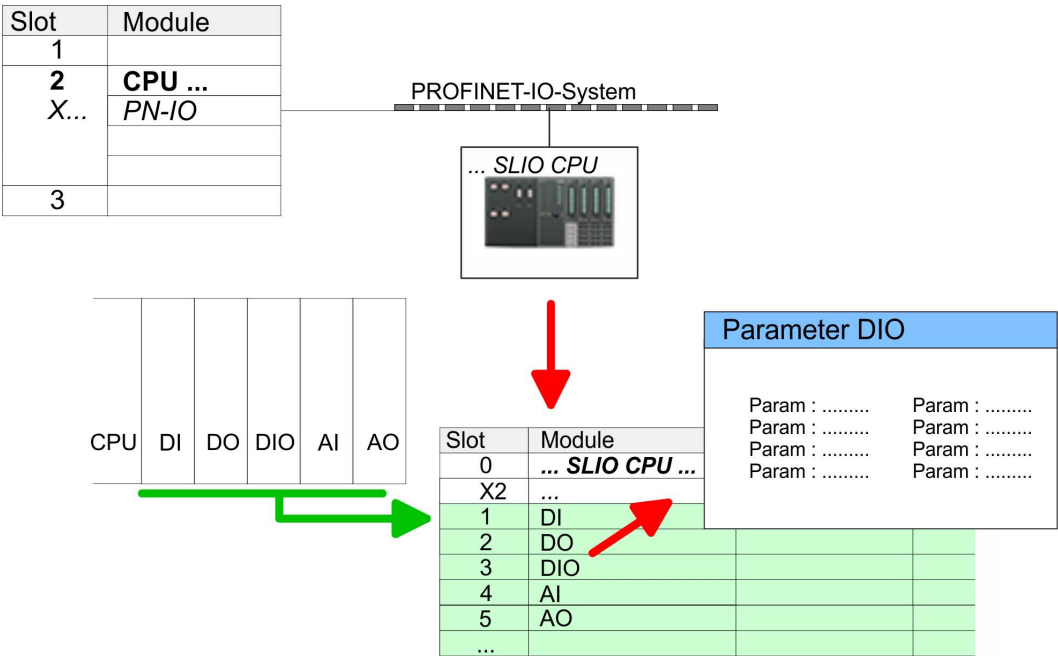 Slot Module
1
2 CPU ...
X... PN-IO
3
PROFINET-IO-System
... SLIO CPU
CPU DI DO DIO AI AO
Parameter DIO
Param : ......... Param : .........
Param : ......... Param : .........
Param : ......... Param : .........
Param : ......... Param : .........
Slot Module
0 ... SLIO CPU ...
X2 ...
1 DI
2 DO
3 DIO
4 AI
5 AO
...